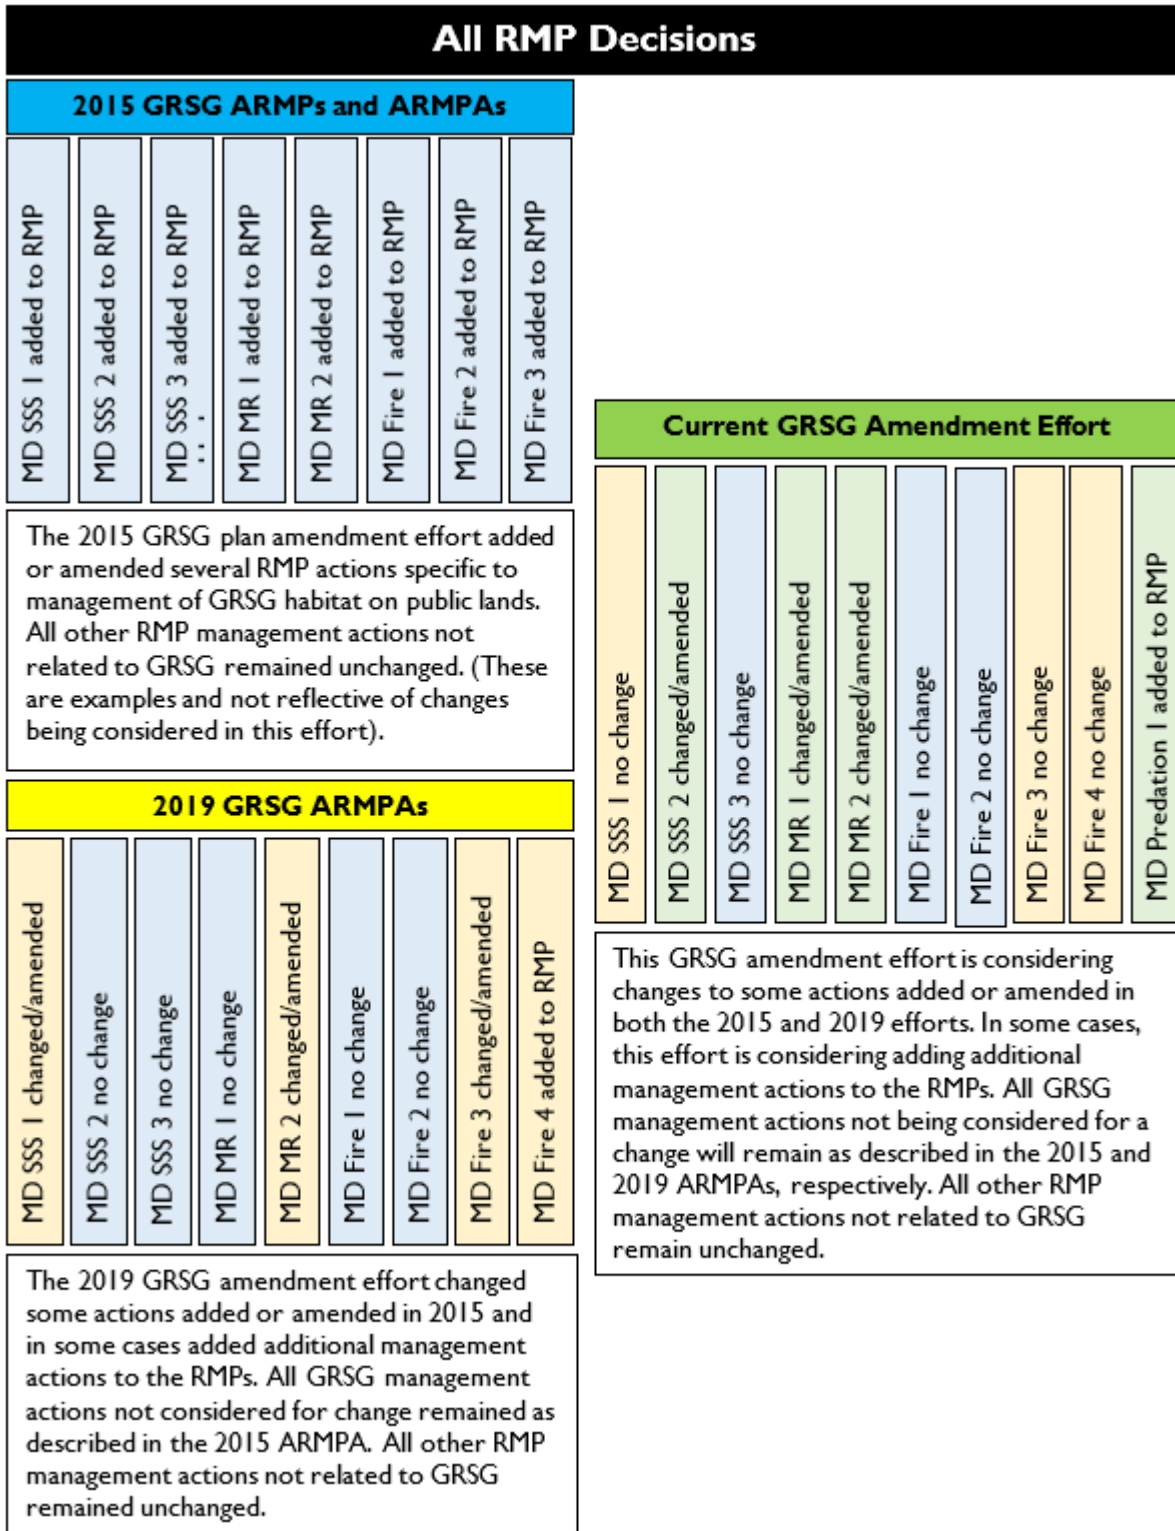 All RMP Decisions
2015 GRSG ARMPs and ARMPAs
MD SSS 1 added to RMP
MD SSS 2 added to RMP
MD SSS 3 added to RMP
MD MR 1 added to RMP
MD MR 2 added to RMP
MD Fire 1 added to RMP
MD Fire 2 added to RMP
MD Fire 3 added to RMP
The 2015 GRSG plan amendment effort added
or amended several RMP actions specific to
management of GRSG habitat on public lands.
All other RMP management actions not
related to GRSG remained unchanged. (These
are examples and not reflective of changes
being considered in this effort).
2019 GRSG ARMPAs
MD SSS 1 changed/amended
MD SSS 2 no change
MD SSS 3 no change
MD MR 1 no change
MD MR 2 changed/amended
MD Fire 1 no change
MD Fire 2 no change
MD Fire 3 changed/amended
MD Fire 4 added to RMP
The 2019 GRSG amendment effort changed
some actions added or amended in 2015 and
in some cases added additional management
actions to the RMPs. All GRSG management
actions not considered for change remained as
described in the 2015 ARMPA. All other RMP
management actions not related to GRSG
remained unchanged.
Current GRSG Amendment Effort
MD SSS 1 no change
MD SSS 2 changed/amended
MD SSS 3 no change
MD MR 1 changed/amended
MD MR 2 changed/amended
MD Fire 1 no change
MD Fire 2 no change
MD Fire 3 no change
MD Fire 4 no change
MD Predation 1 added to RMP
This GRSG amendment effort is considering
changes to some actions added or amended in
both the 2015 and 2019 efforts. In some cases,
this effort is considering adding additional
management actions to the RMPs. All GRSG
management actions not being considered for a
change will remain as described in the 2015 and
2019 ARMPAs, respectively. All other RMP
management actions not related to GRSG
remain unchanged.